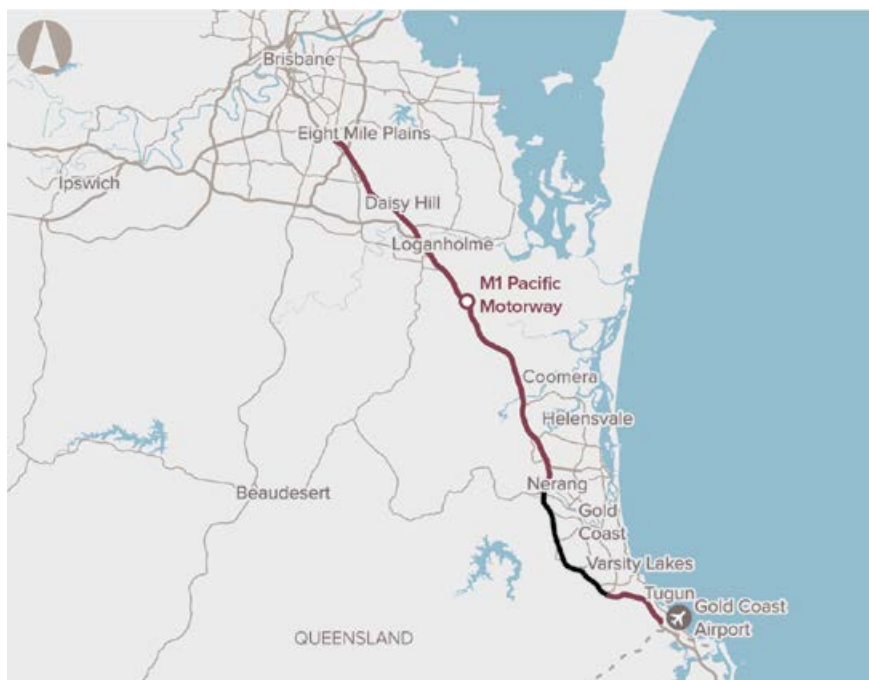 Brisbane
Eight Mile Plains
Ipswich
Daisy Hill
Loganholme
M1 Pacific
Motorway
Coomera
Helensvale
Nerang
Beaudesert
Gold
Coast
Varsity Lakes
Tugun
Gold Coast
Airport
QUEENSLAND